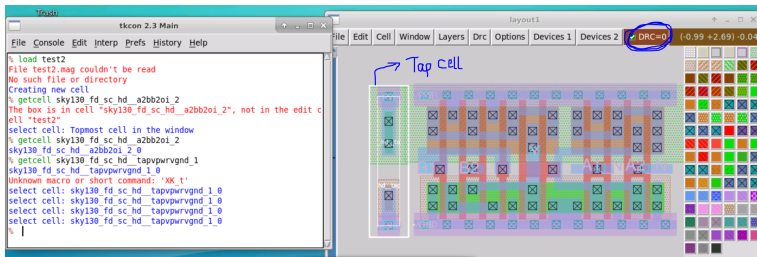 Trash
tkcon 2.3 Main
File Console Edit Interp Prefs History Help
% load test2
File test2.mag couldn't be read
No such file or directory
Creating new cell
% getcell sky130_fd_sc_hd__a2bb2oi_2
The box is in cell "sky130_fd_sc_hd__a2bb2oi_2", not in the edit c
ell "test2"
select cell: Topmost cell in the window
% getcell sky130_fd_sc_hd__a2bb2oi_2
sky130_fd_sc_hd__a2bb2oi_2_0
% getcell sky130_fd_sc_hd__tapvpwrvgnd_1
sky130_fd_sc_hd__tapvpwrvgnd_1_0
Unknown macro or short command: 'XK_t'
select cell: sky130_fd_sc_hd__tapvpwrvgnd_1_0
select cell: sky130_fd_sc_hd__tapvpwrvgnd_1_0
select cell: sky130_fd_sc_hd__tapvpwrvgnd_1_0
select cell: sky130_fd_sc_hd__tapvpwrvgnd_1_0
%
layout1
File Edit Cell Window Layers Drc Options Devices 1 Devices 2 DRC=0 (-0.99 +2.69) -0.04
Tap cell